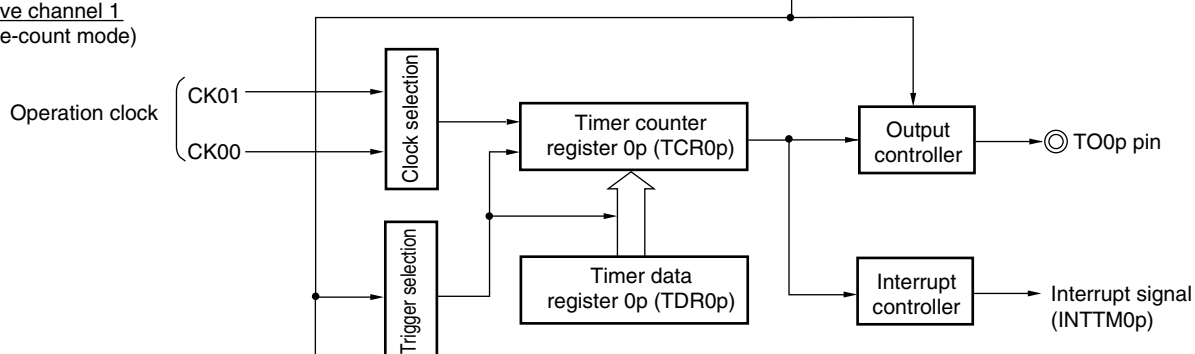 ve channel 1
e-count mode)
Operation clock
CK01
CK00
Clock selection
Trigger selection
Timer counter
register 0p (TCR0p)
Timer data
register 0p (TDR0p)
Output
controller
TO0p pin
Interrupt
controller
Interrupt signal
(INTTM0p)